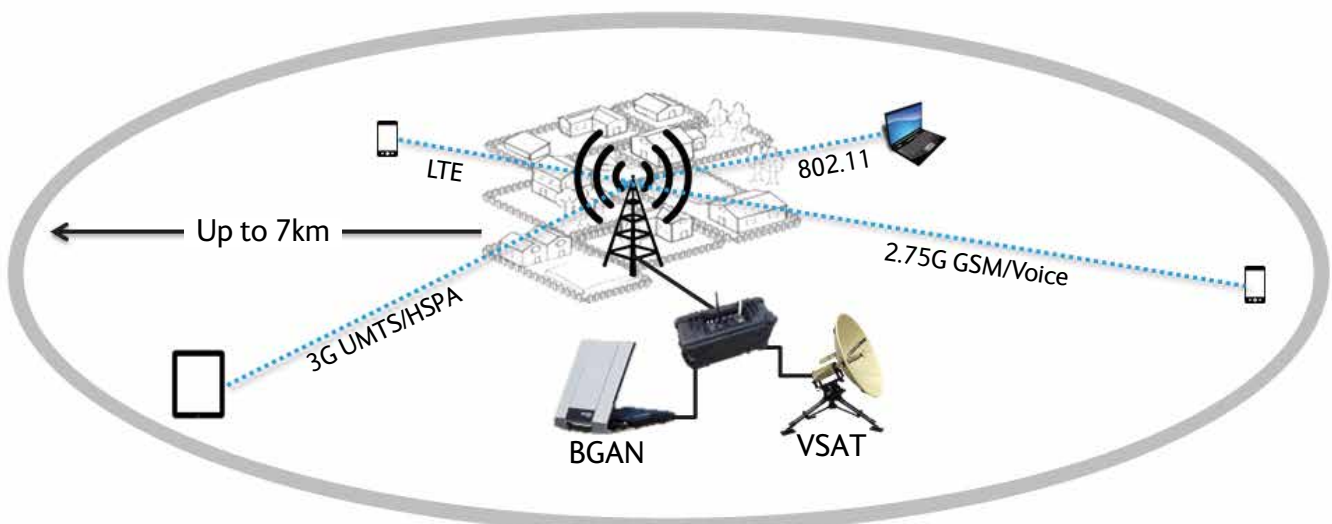 LTE
802.11
Up to 7km
2.75G GSM/Voice
3G UMTS/HSPA
BGAN
VSAT